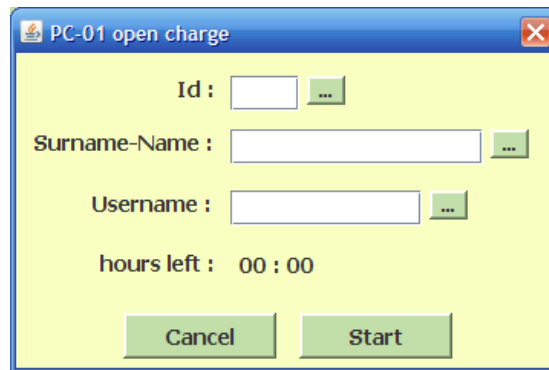 PC-01 open charge
Id : ...
Surname-Name : ...
Username : ...
hours left : 00 : 00
Cancel Start